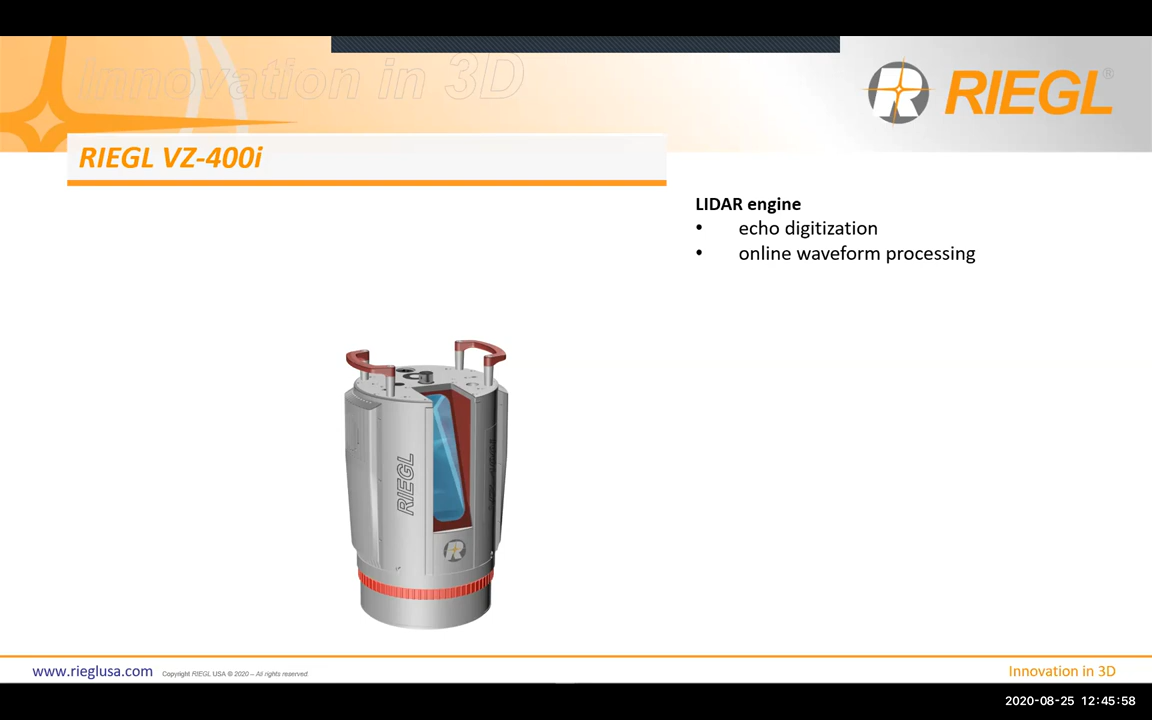 Innovation in 3D
RIEGL®
RIEGL VZ-400i
LIDAR engine
• echo digitization
• online waveform processing
RIEGL
R
www.rieglusa.com Copyright RIEGL USA © 2020 – All rights reserved.
Innovation in 3D
2020-08-25 12:45:58